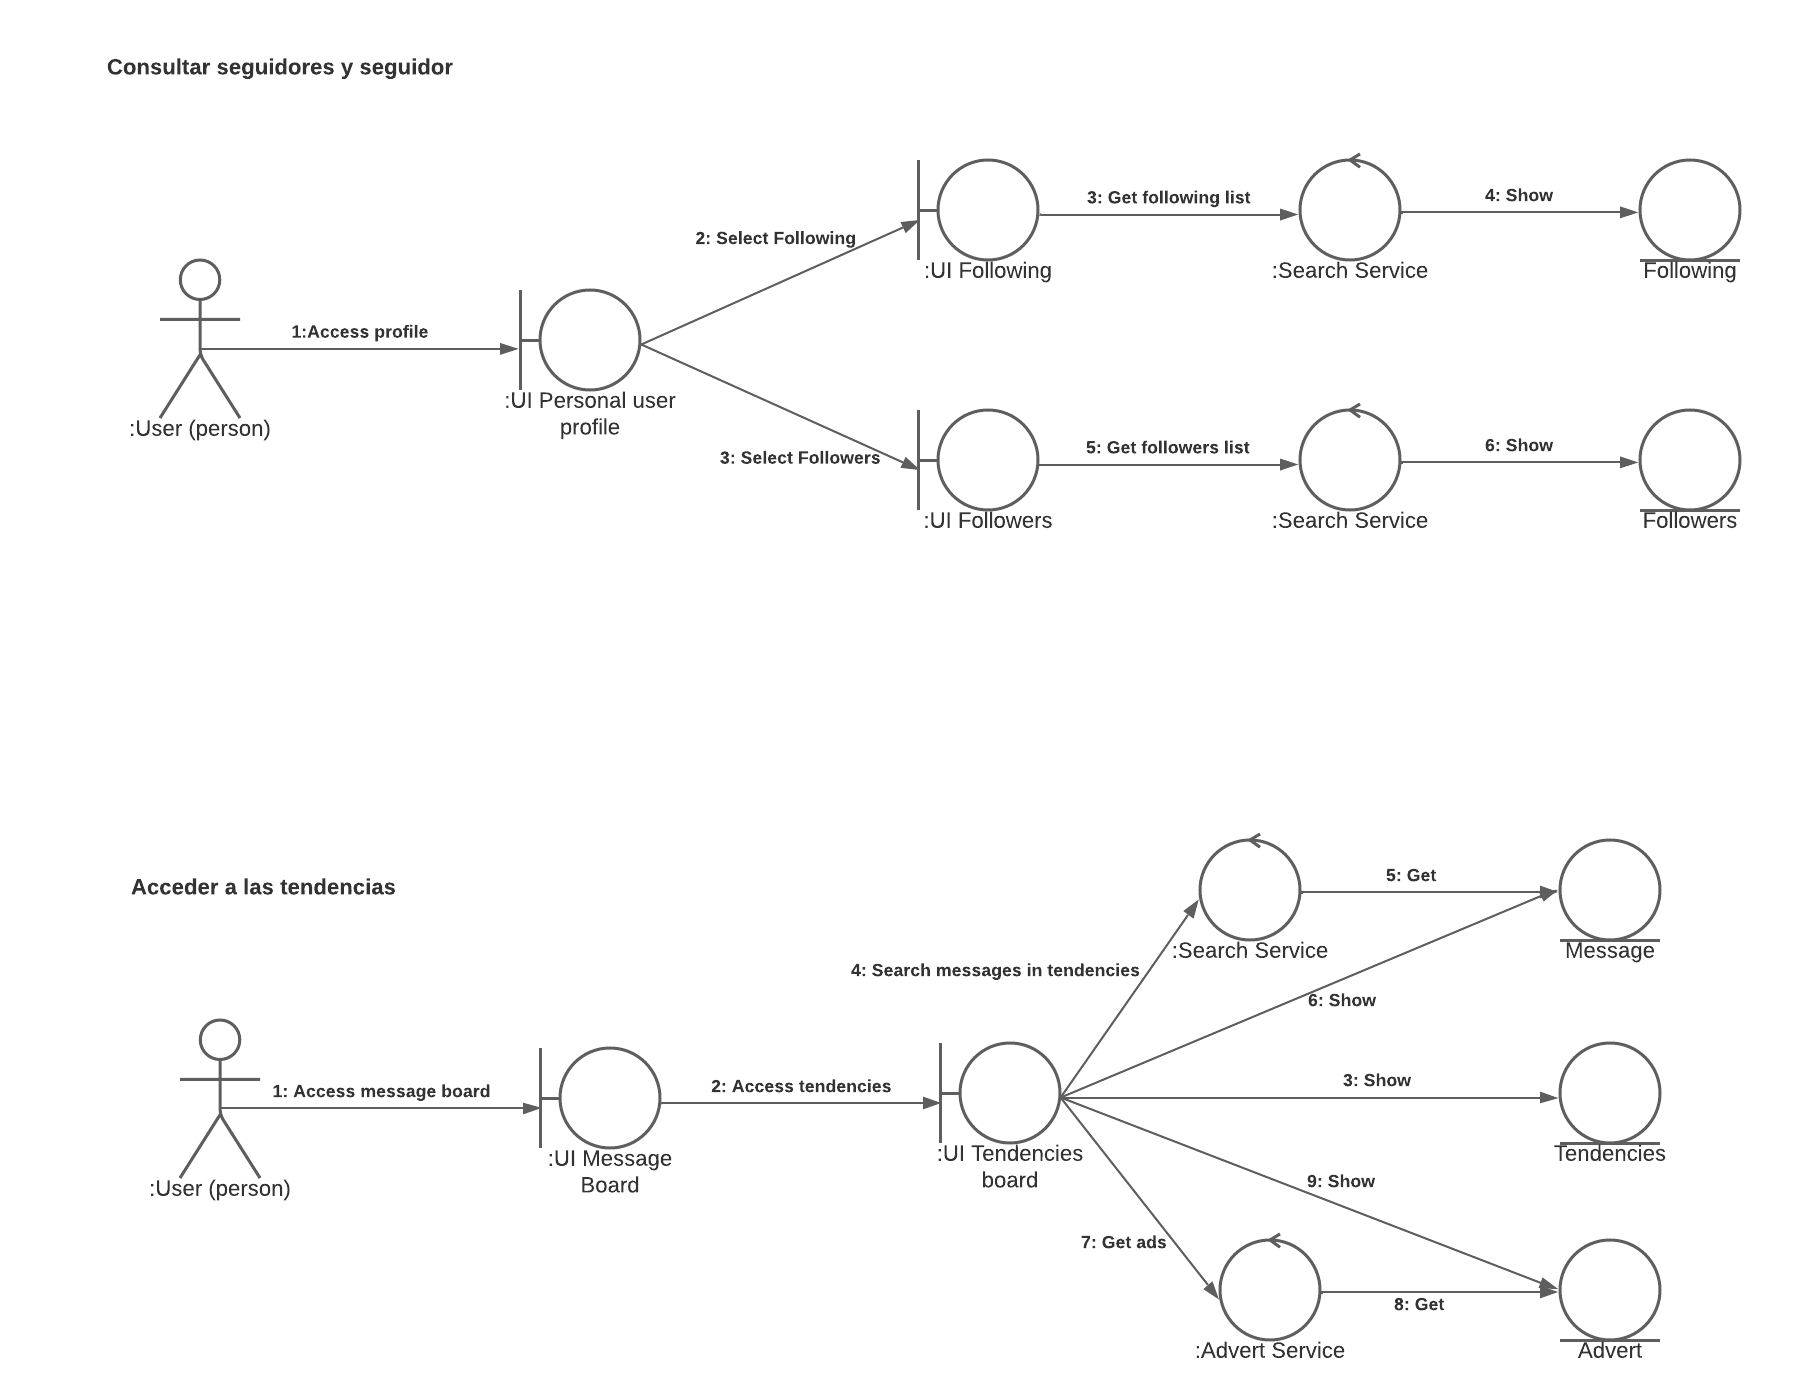 Consultar seguidores y seguidor
3: Get following list
4: Show
2: Select Following
:UI Following
:Search Service
Following
1:Access profile
:UI Personal user
profile
:User (person)
3: Select Followers
5: Get followers list
6: Show
:UI Followers
:Search Service
Followers
Acceder a las tendencias
5: Get
:Search Service
Message
4: Search messages in tendencies
6: Show
1: Access message board
2: Access tendencies
3: Show
:UI Message
Board
:UI Tendencies
board
Tendencies
:User (person)
9: Show
7: Get ads
8: Get
:Advert Service
Advert